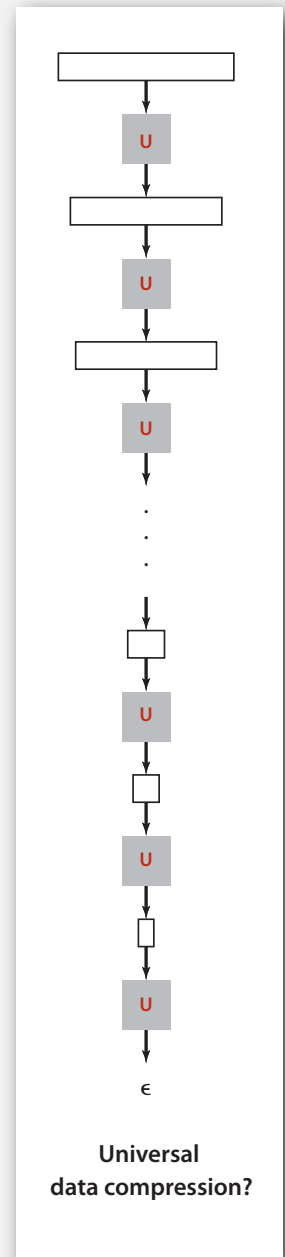 U
U
U
.
.
.
U
U
U
ϵ
Universal
data compression?